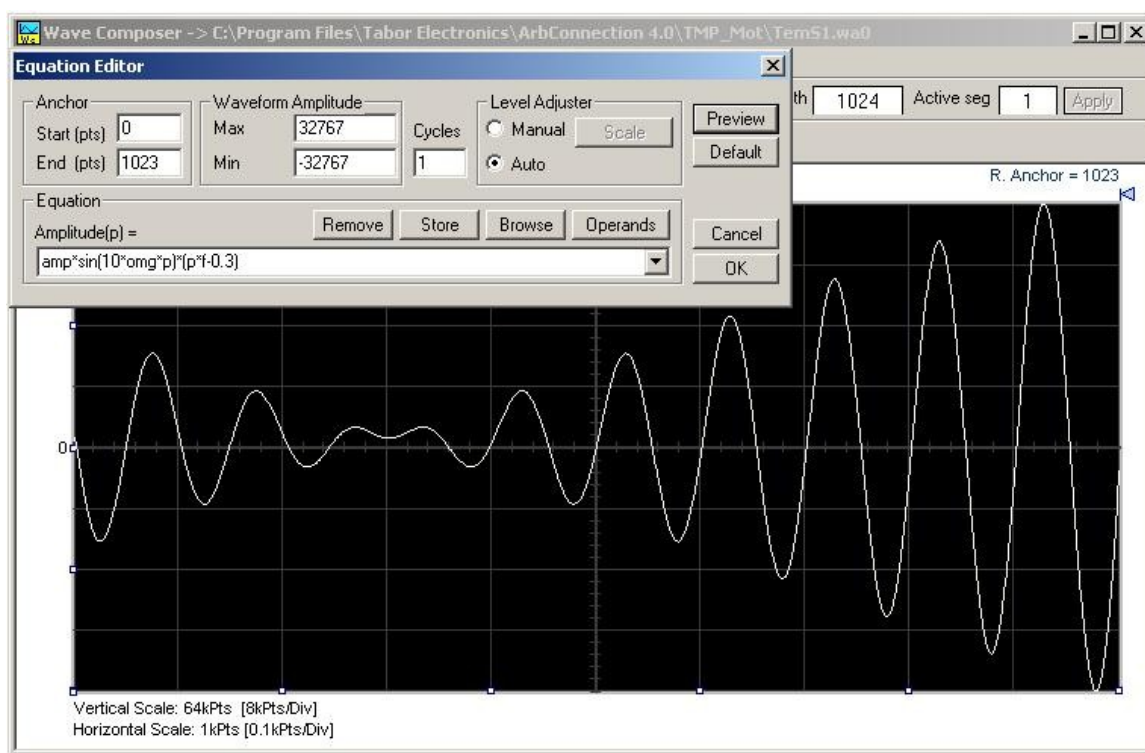 Wave Composer -> C:\Program Files\Tabor Electronics\ArbConnection 4.0\TMP_Mot\TemS1.wa0
Equation Editor
Anchor
Start (pts) 0
End (pts) 1023
Waveform Amplitude
Max 32767
Min -32767
Cycles
1
Level Adjuster
Manual Scale
Auto
Preview
Default
th 1024 Active seg 1 Apply
R. Anchor = 1023
Equation
Amplitude(p) =
Remove Store Browse Operands
amp*sin(10*omg*p)*(p*f-0.3)
Cancel
OK
0
Vertical Scale: 64kPts [8kPts/Div]
Horizontal Scale: 1kPts [0.1kPts/Div]